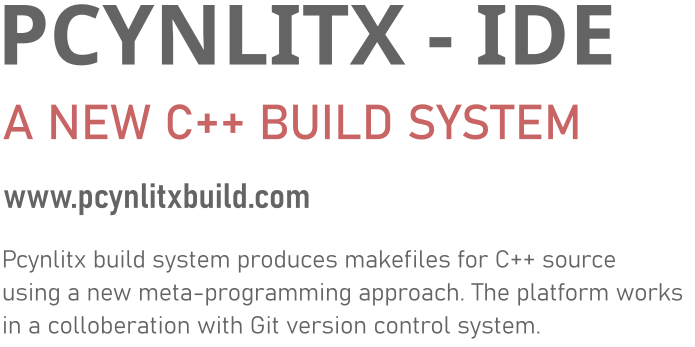 PCYNLITX - IDE
A NEW C++ BUILD SYSTEM
www.pcynlitxbuild.com
Pcynlitx build system produces makefiles for C++ source
using a new meta-programming approach. The platform works
in a colloberation with Git version control system.